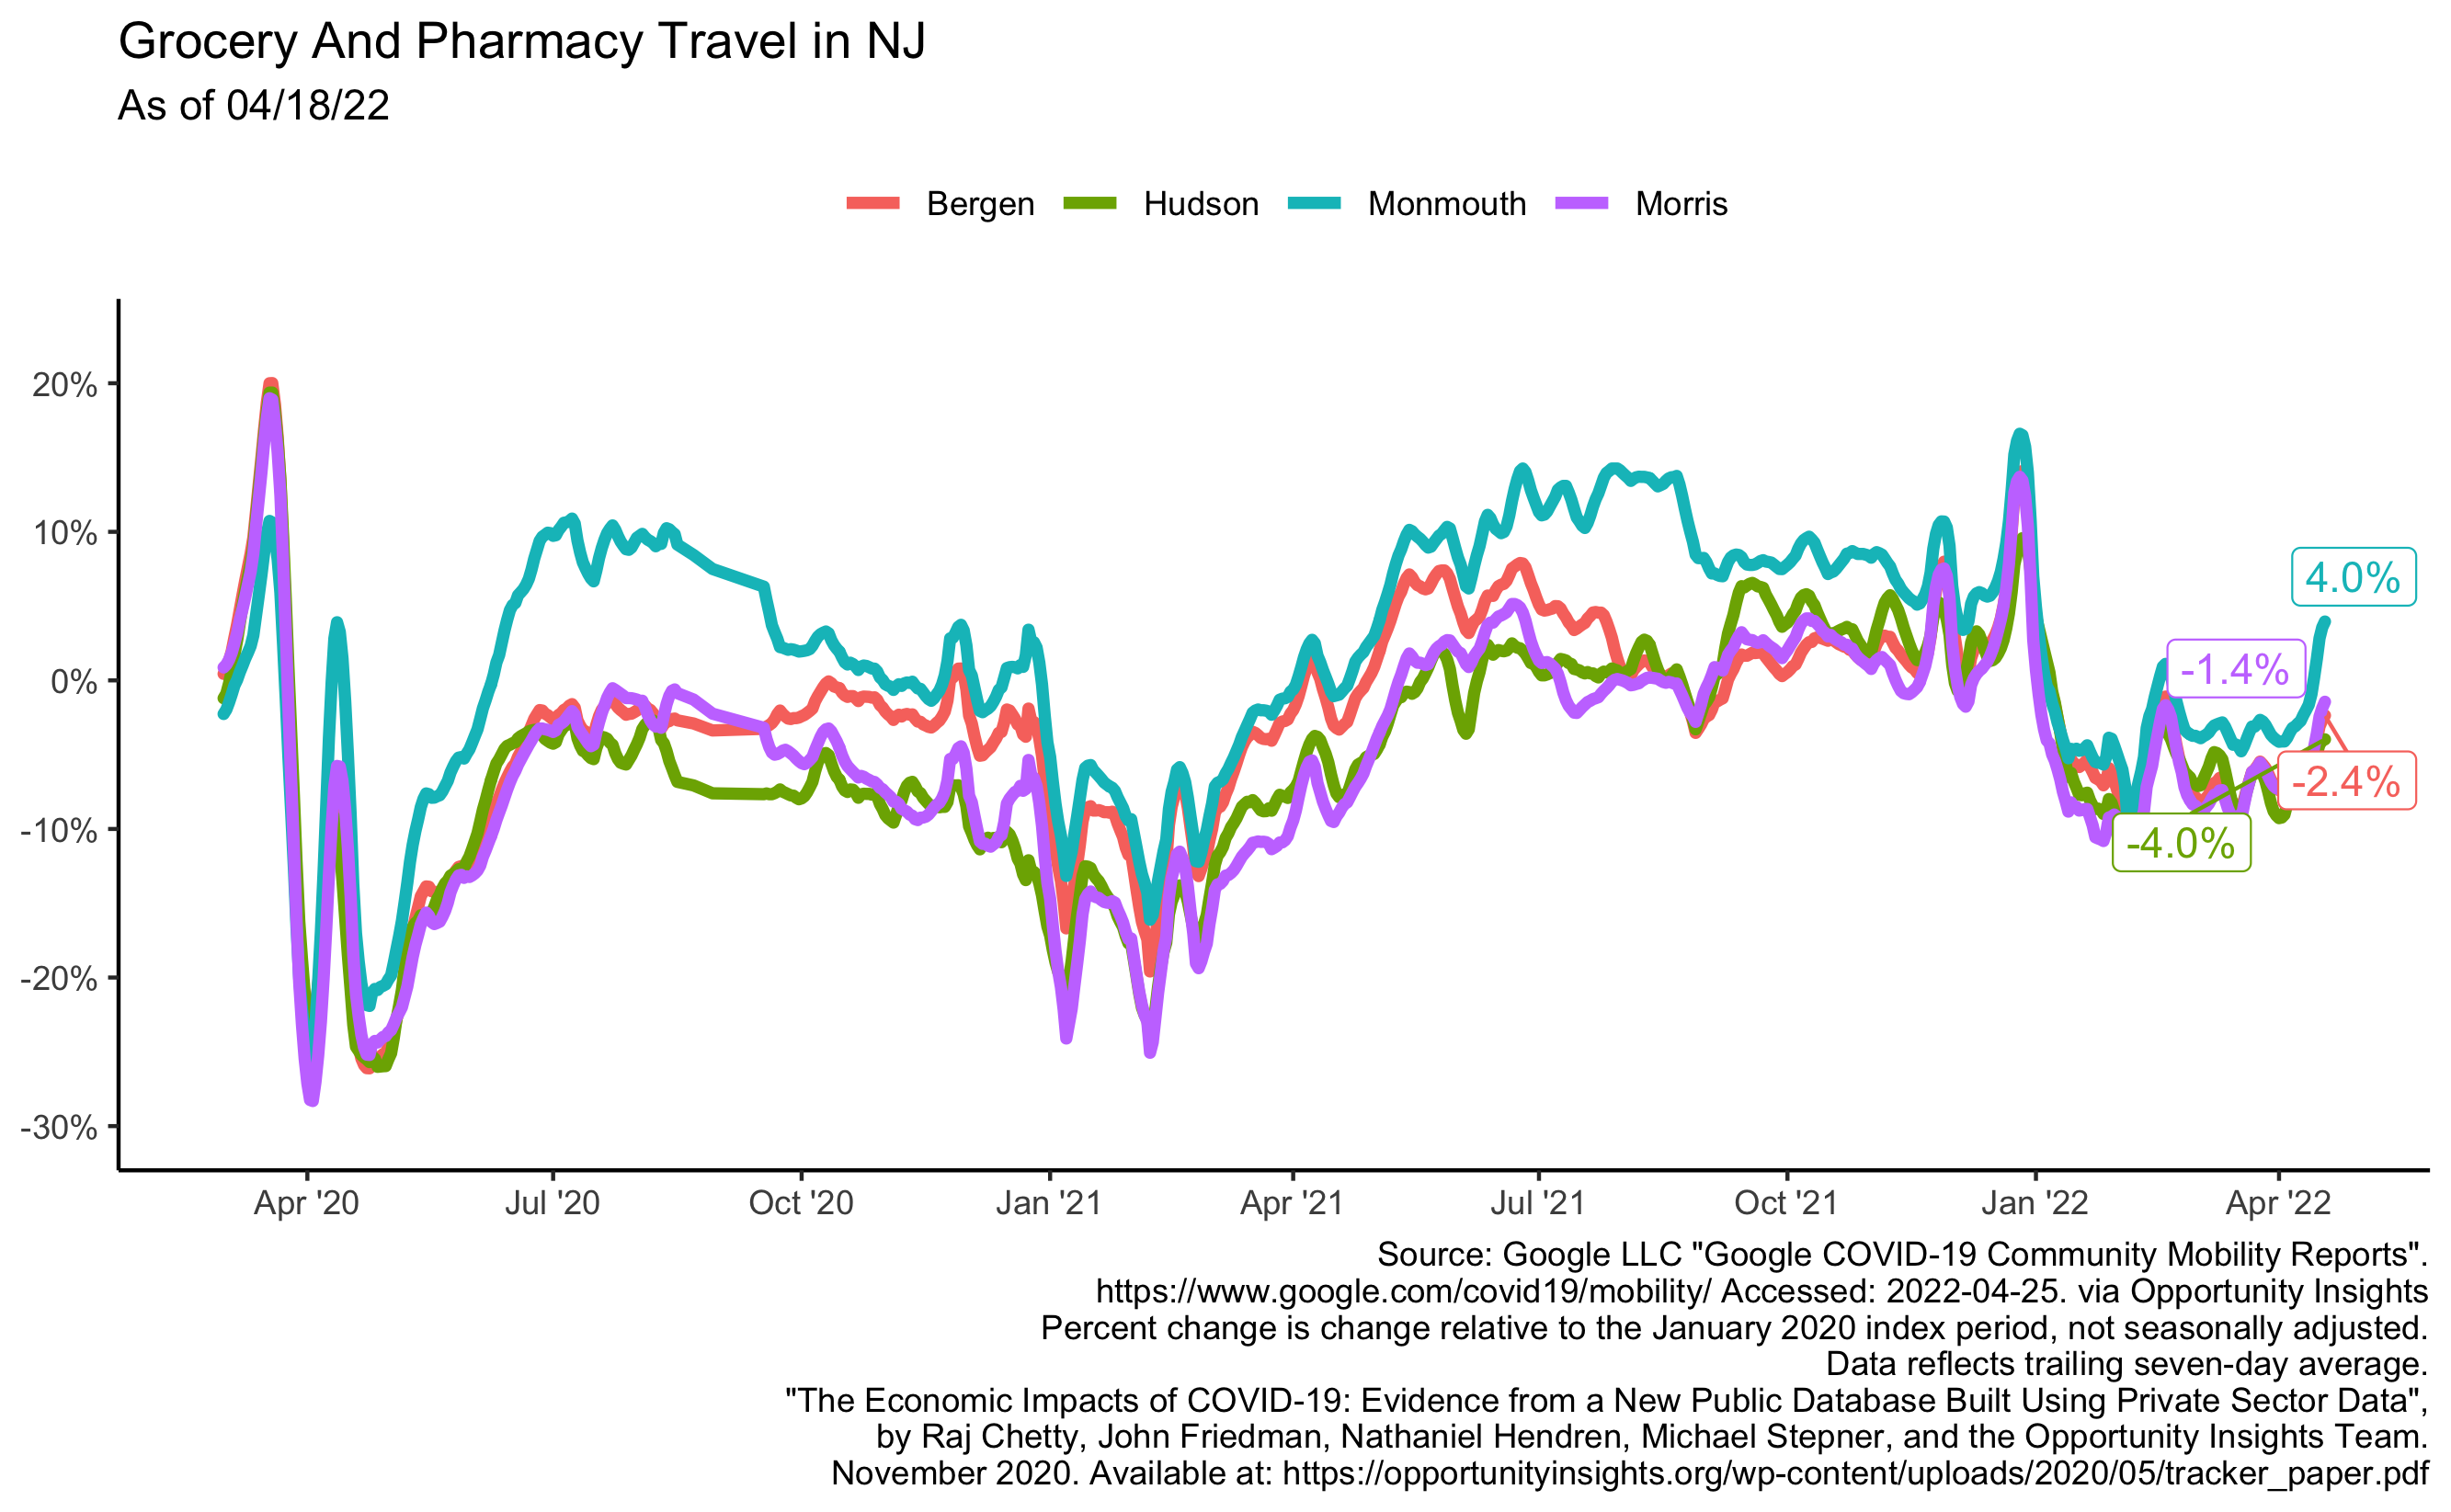 Grocery And Pharmacy Travel in NJ
As of 04/18/22
Bergen Hudson Monmouth Morris
20%
10%
0%
-10%
-20%
-30%
4.0%
-1.4%
-2.4%
-4.0%
Apr '20 Jul '20 Oct '20 Jan '21 Apr '21 Jul '21 Oct '21 Jan '22 Apr '22
Source: Google LLC "Google COVID-19 Community Mobility Reports".
https://www.google.com/covid19/mobility/ Accessed: 2022-04-25. via Opportunity Insights
Percent change is change relative to the January 2020 index period, not seasonally adjusted.
Data reflects trailing seven-day average.
"The Economic Impacts of COVID-19: Evidence from a New Public Database Built Using Private Sector Data",
by Raj Chetty, John Friedman, Nathaniel Hendren, Michael Stepner, and the Opportunity Insights Team.
November 2020. Available at: https://opportunityinsights.org/wp-content/uploads/2020/05/tracker_paper.pdf